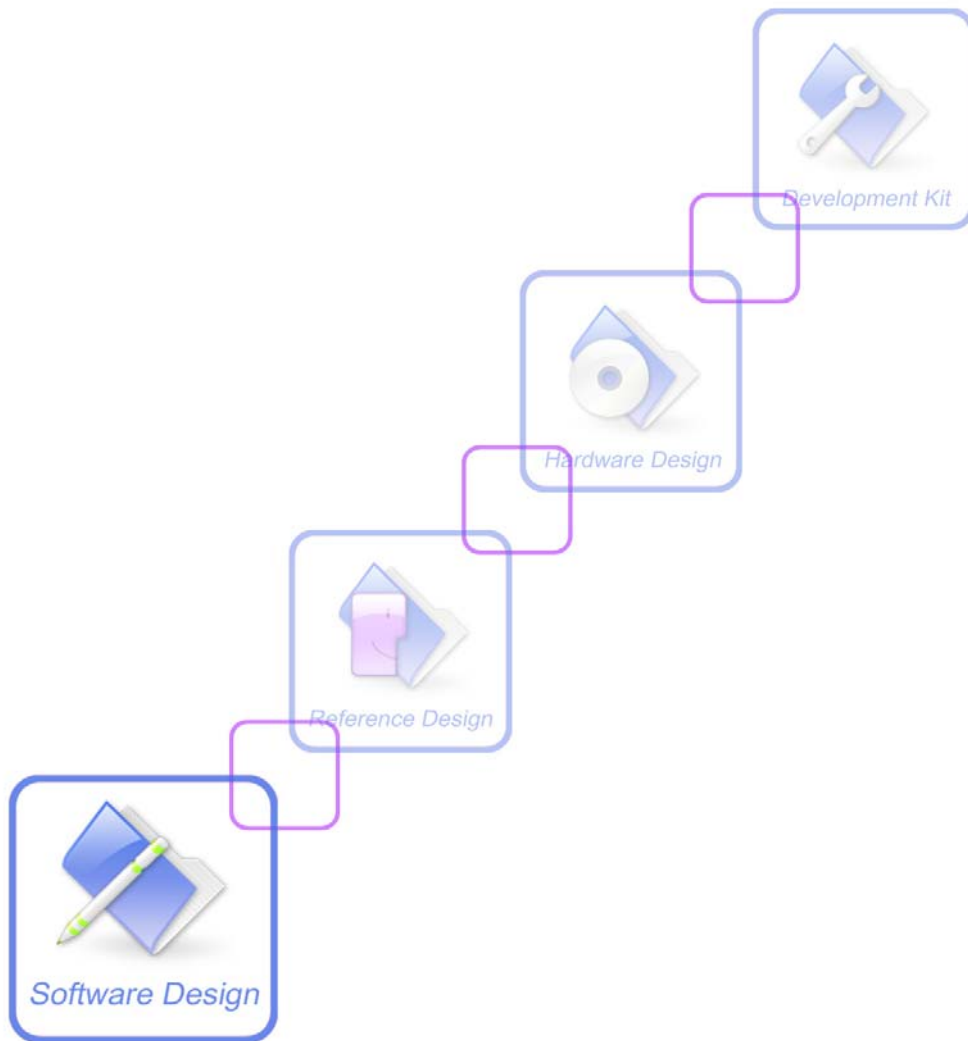 Development Kit
Hardware Design
Reference Design
Software Design